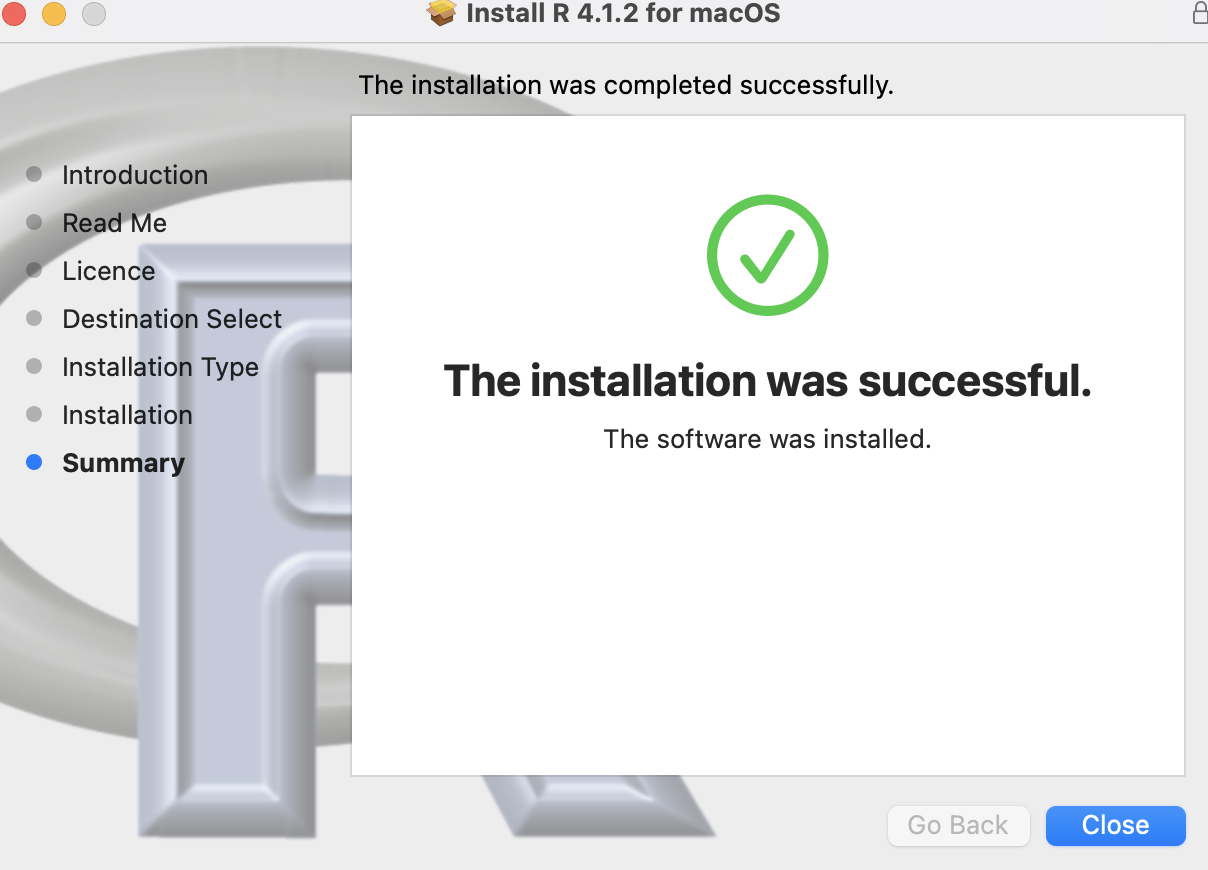 Install R 4.1.2 for macOS
The installation was completed successfully.
Introduction
Read Me
Licence
Destination Select
Installation Type
Installation
Summary
The installation was successful.
The software was installed.
Go Back
Close